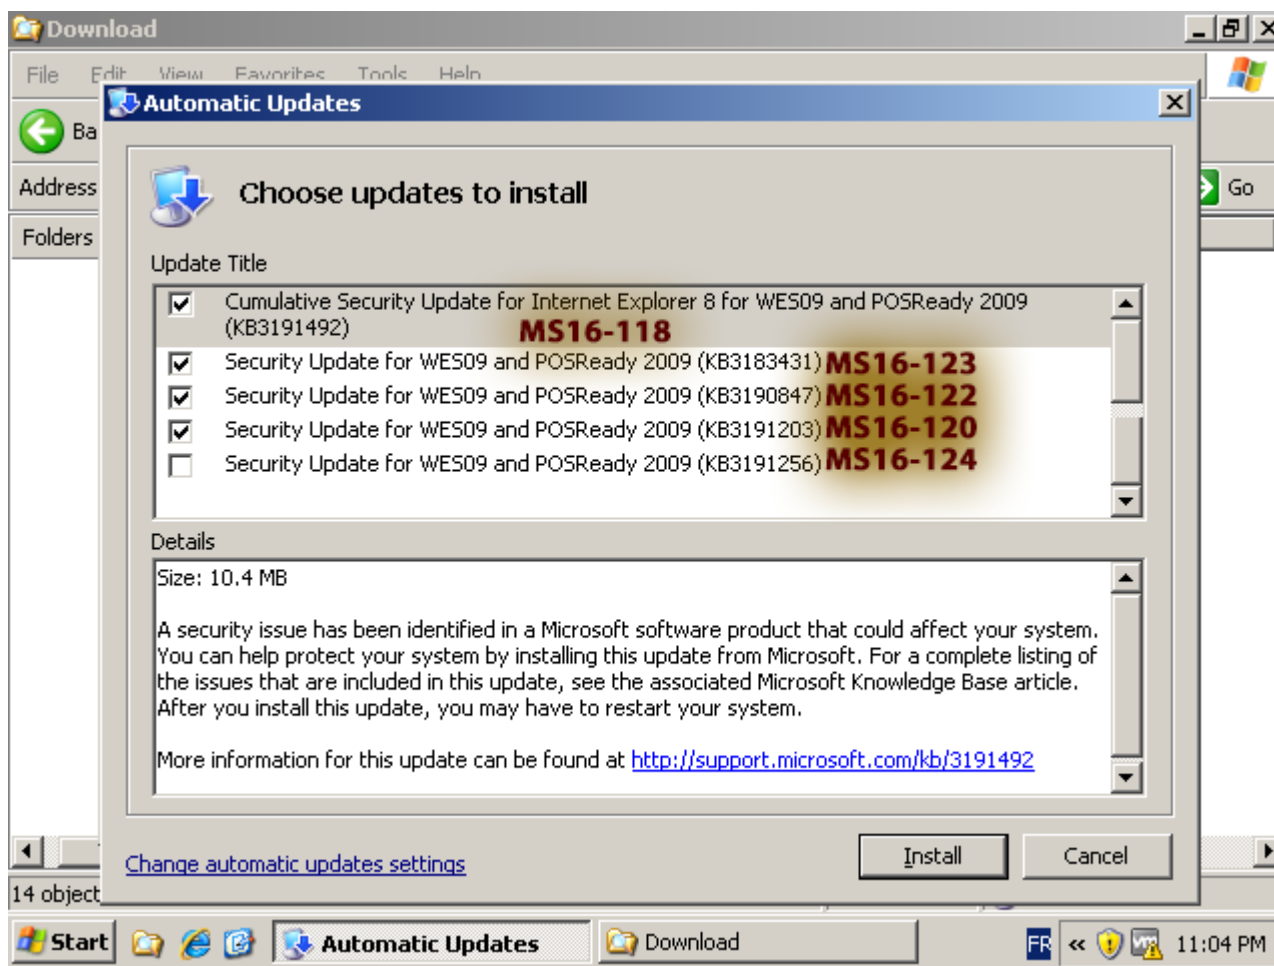 Download
File Edit View Favorites Tools Help
Automatic Updates
Ba
Address
Go
Choose updates to install
Folders
Update Title
Cumulative Security Update for Internet Explorer 8 for WES09 and POSReady 2009
(KB3191492)
MS16-118
Security Update for WES09 and POSReady 2009 (KB3183431) MS16-123
Security Update for WES09 and POSReady 2009 (KB3190847) MS16-122
Security Update for WES09 and POSReady 2009 (KB3191203) MS16-120
Security Update for WES09 and POSReady 2009 (KB3191256) MS16-124
Details
Size: 10.4 MB
A security issue has been identified in a Microsoft software product that could affect your system.
You can help protect your system by installing this update from Microsoft. For a complete listing of
the issues that are included in this update, see the associated Microsoft Knowledge Base article.
After you install this update, you may have to restart your system.
More information for this update can be found at http://support.microsoft.com/kb/3191492
Change automatic updates settings
Install
Cancel
14 object
Start
Automatic Updates
Download
FR
«
11:04 PM